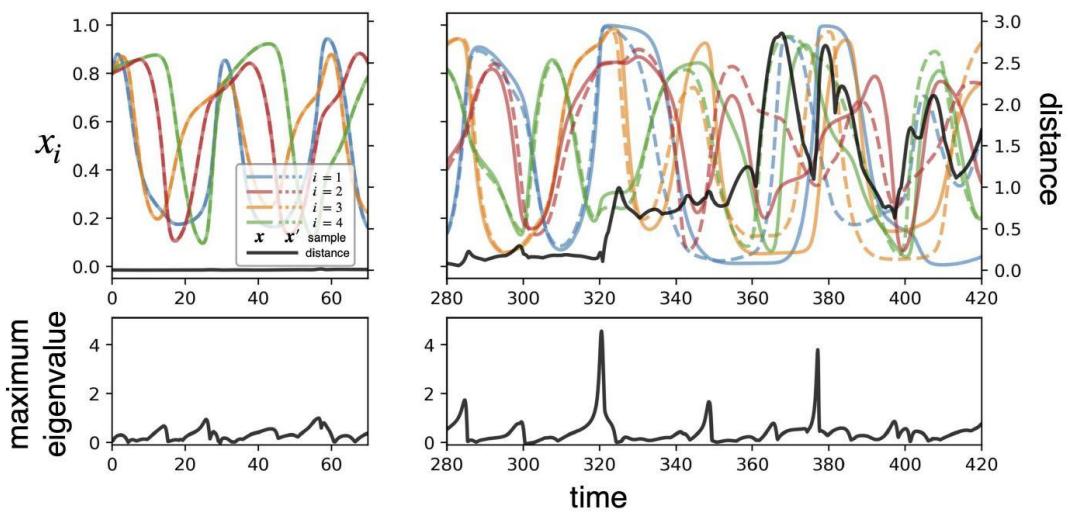 1.0
0.8
0.6
0.4
0.2
0.0
x_i
i = 1
i = 2
i = 3
i = 4
x x′ sample
distance
0 20 40 60
3.0
2.5
2.0
1.5
1.0
0.5
0.0
distance
280 300 320 340 360 380 400 420
maximum
eigenvalue
4
2
0
0 20 40 60
4
2
0
280 300 320 340 360 380 400 420
time